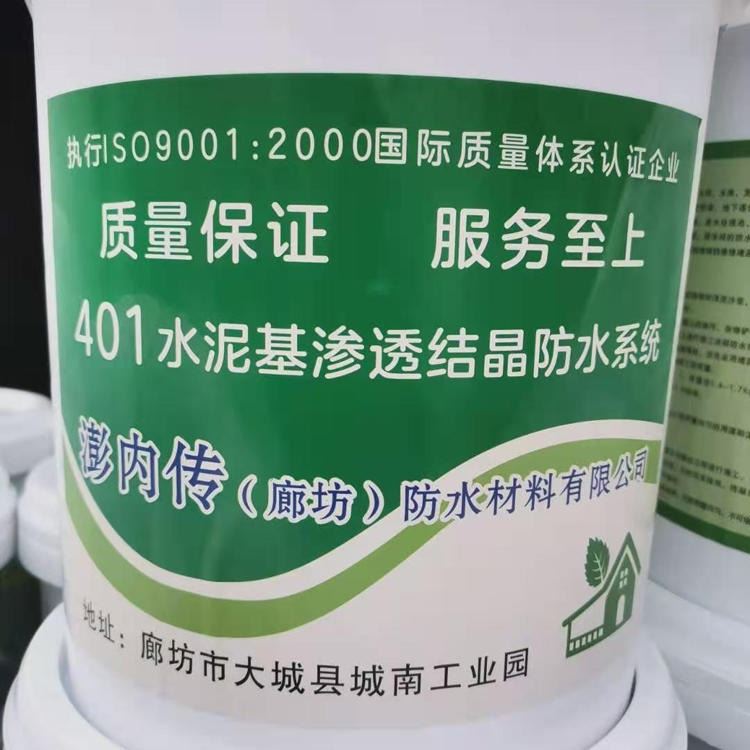 执行ISO9001:2000国际质量体系认证企业
质量保证 服务至上
401水泥基渗透结晶防水系统
澎内传（廊坊）防水材料有限公司
地址：廊坊市大城县城南工业园